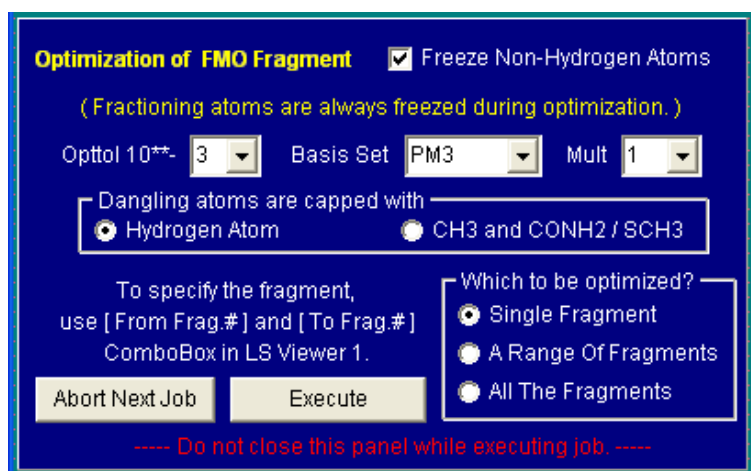 Optimization of FMO Fragment Freeze Non-Hydrogen Atoms
( Fractioning atoms are always freezed during optimization. )
Opttol 10**- 3 Basis Set PM3 Mult 1
Dangling atoms are capped with
Hydrogen Atom CH3 and CONH2 / SCH3
To specify the fragment,
use [ From Frag.# ] and [ To Frag.# ]
ComboBox in LS Viewer 1.
Which to be optimized?
Single Fragment
A Range Of Fragments
All The Fragments
Abort Next Job Execute
----- Do not close this panel while executing job. -----